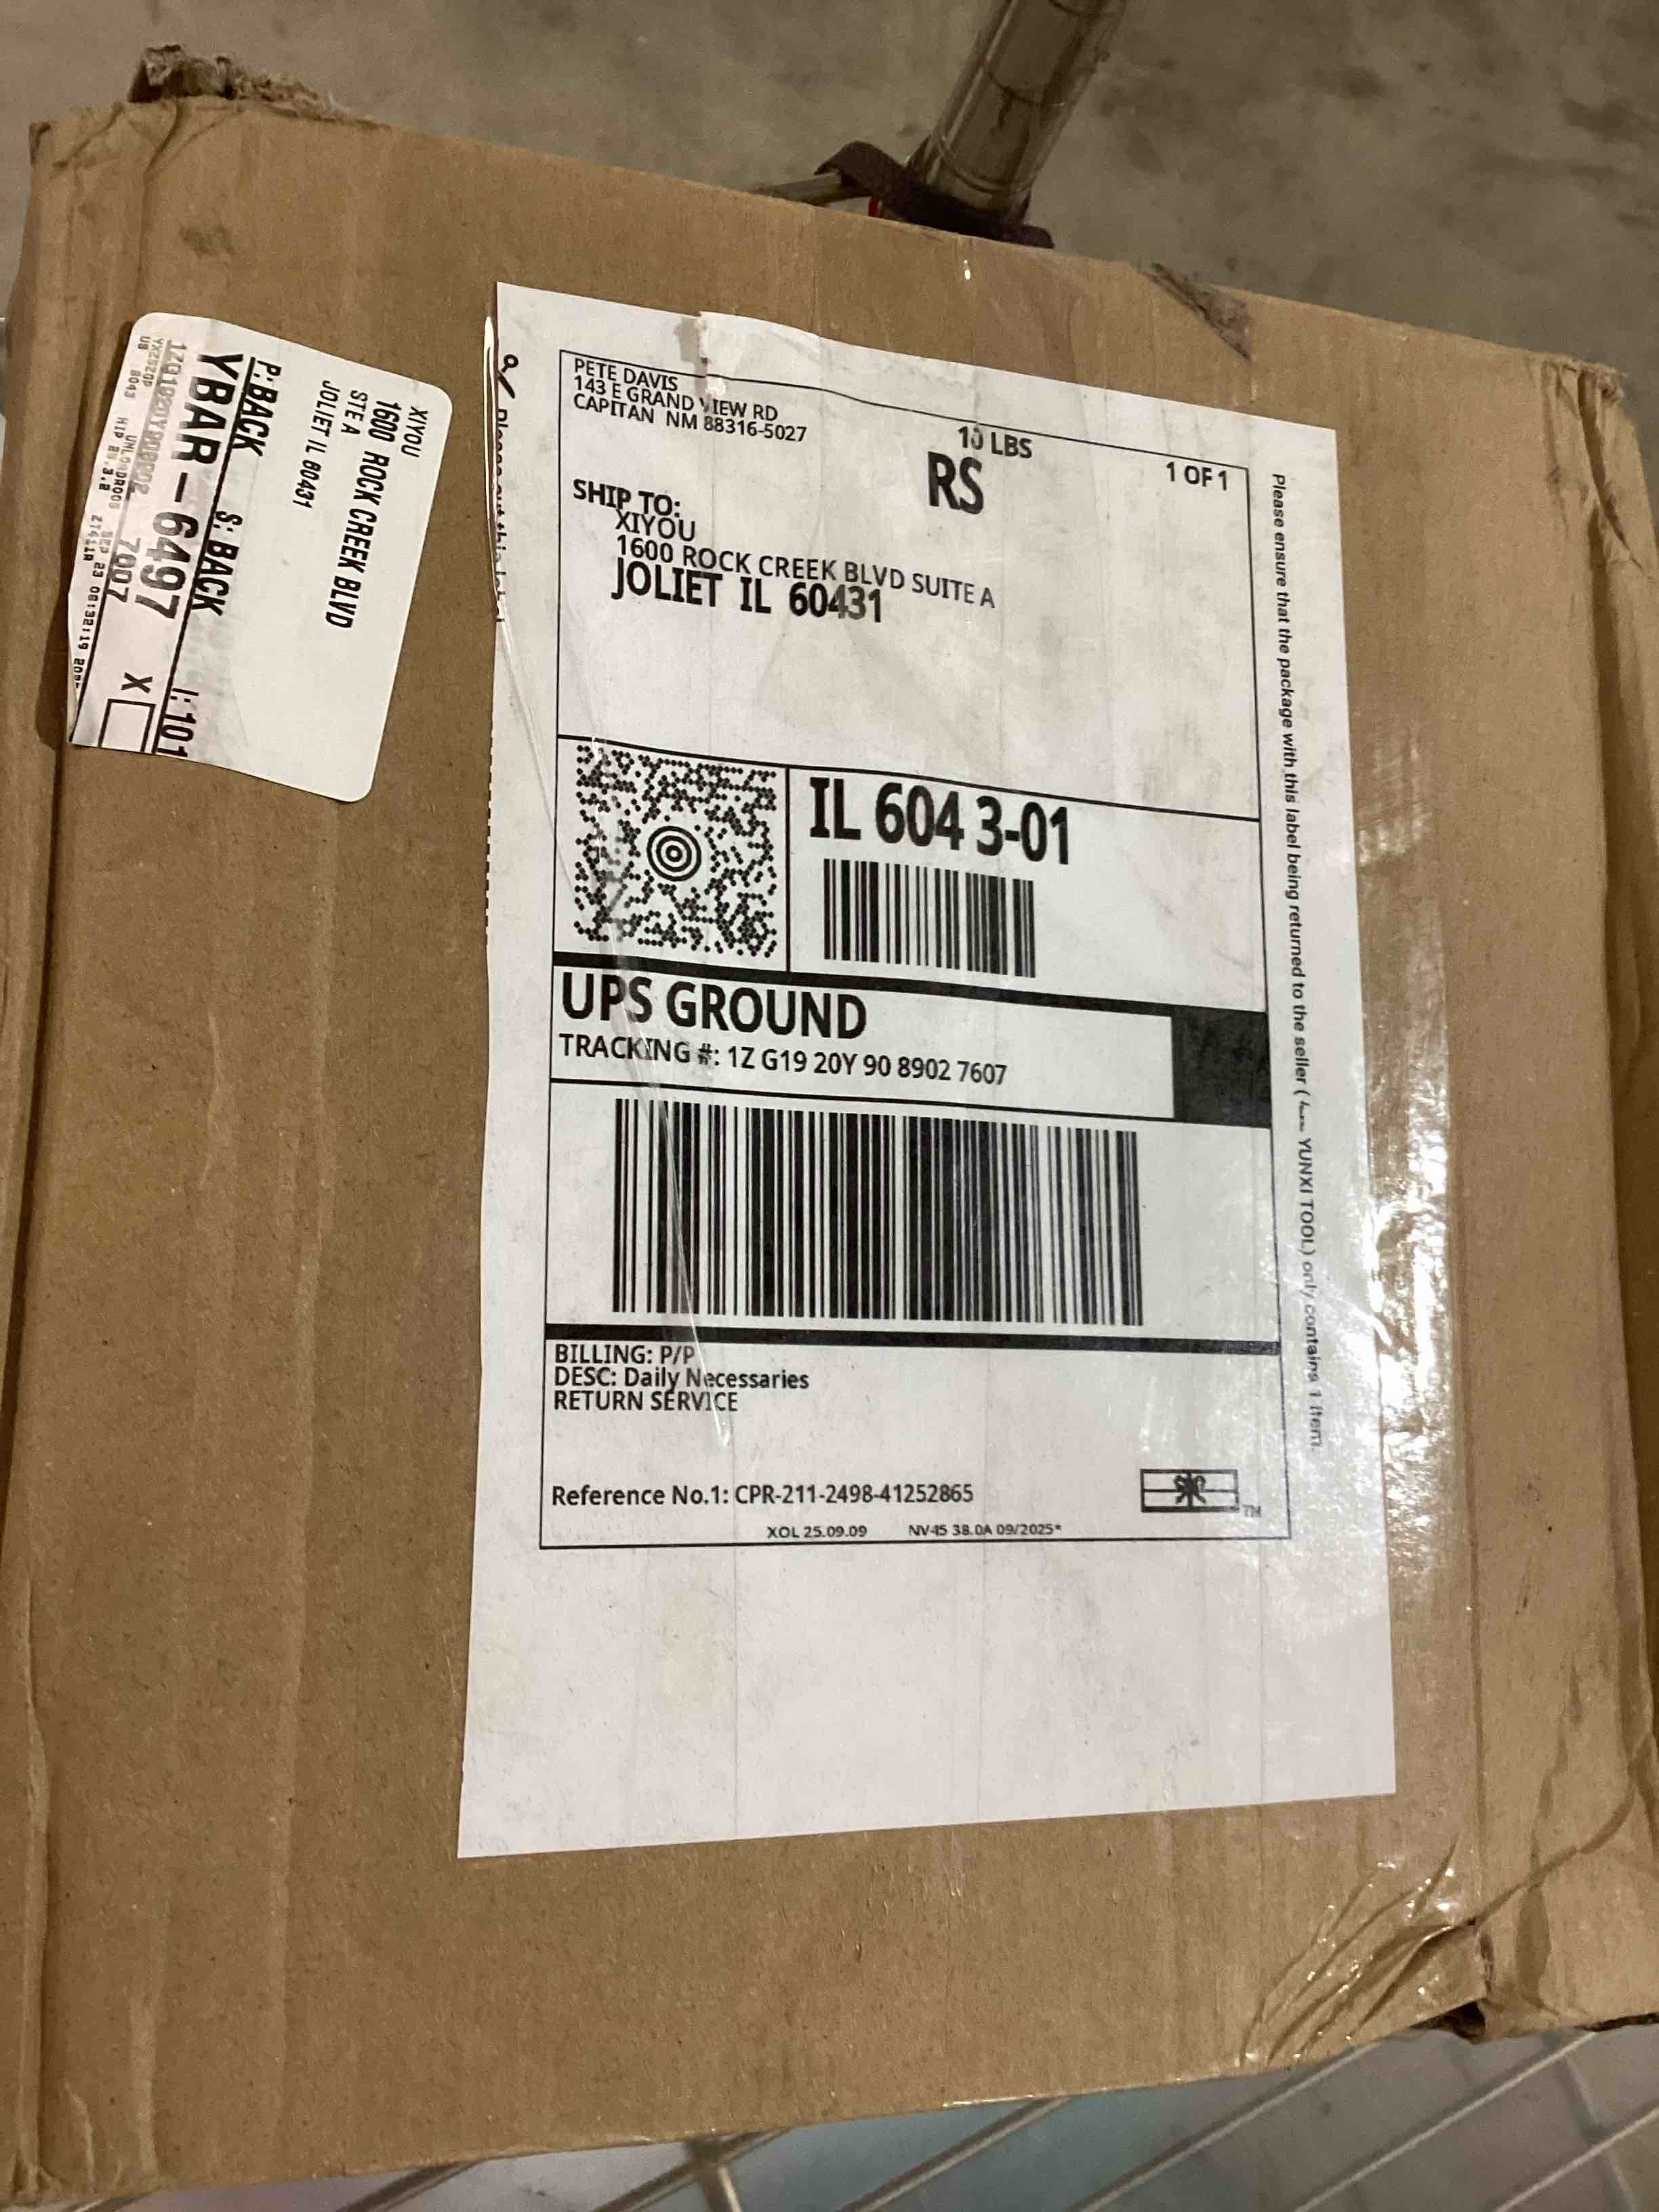 PETE DAVIS
143 E GRAND VIEW RD
CAPITAN NM 88316-5027
10 LBS
1 OF 1
RS
SHIP TO:
XIYOU
1600 ROCK CREEK BLVD SUITE A
JOLIET IL 60431
IL 604 3-01
UPS GROUND
TRACKING #: 1Z G19 20Y 90 8902 7607
BILLING: P/P
DESC: Daily Necessaries
RETURN SERVICE
Reference No.1: CPR-211-2498-41252865
XOL 25.09.09 NV45 38.0A 09/2025*
TM
Please ensure that the package with this label being returned to the seller ( YUNXI TOOL) only contains 1 item.
XIYOU
1600 ROCK CREEK BLVD
STE A
JOLIET IL 60431
P: BACK S: BACK I: 101
YBAR-6497
7607 X